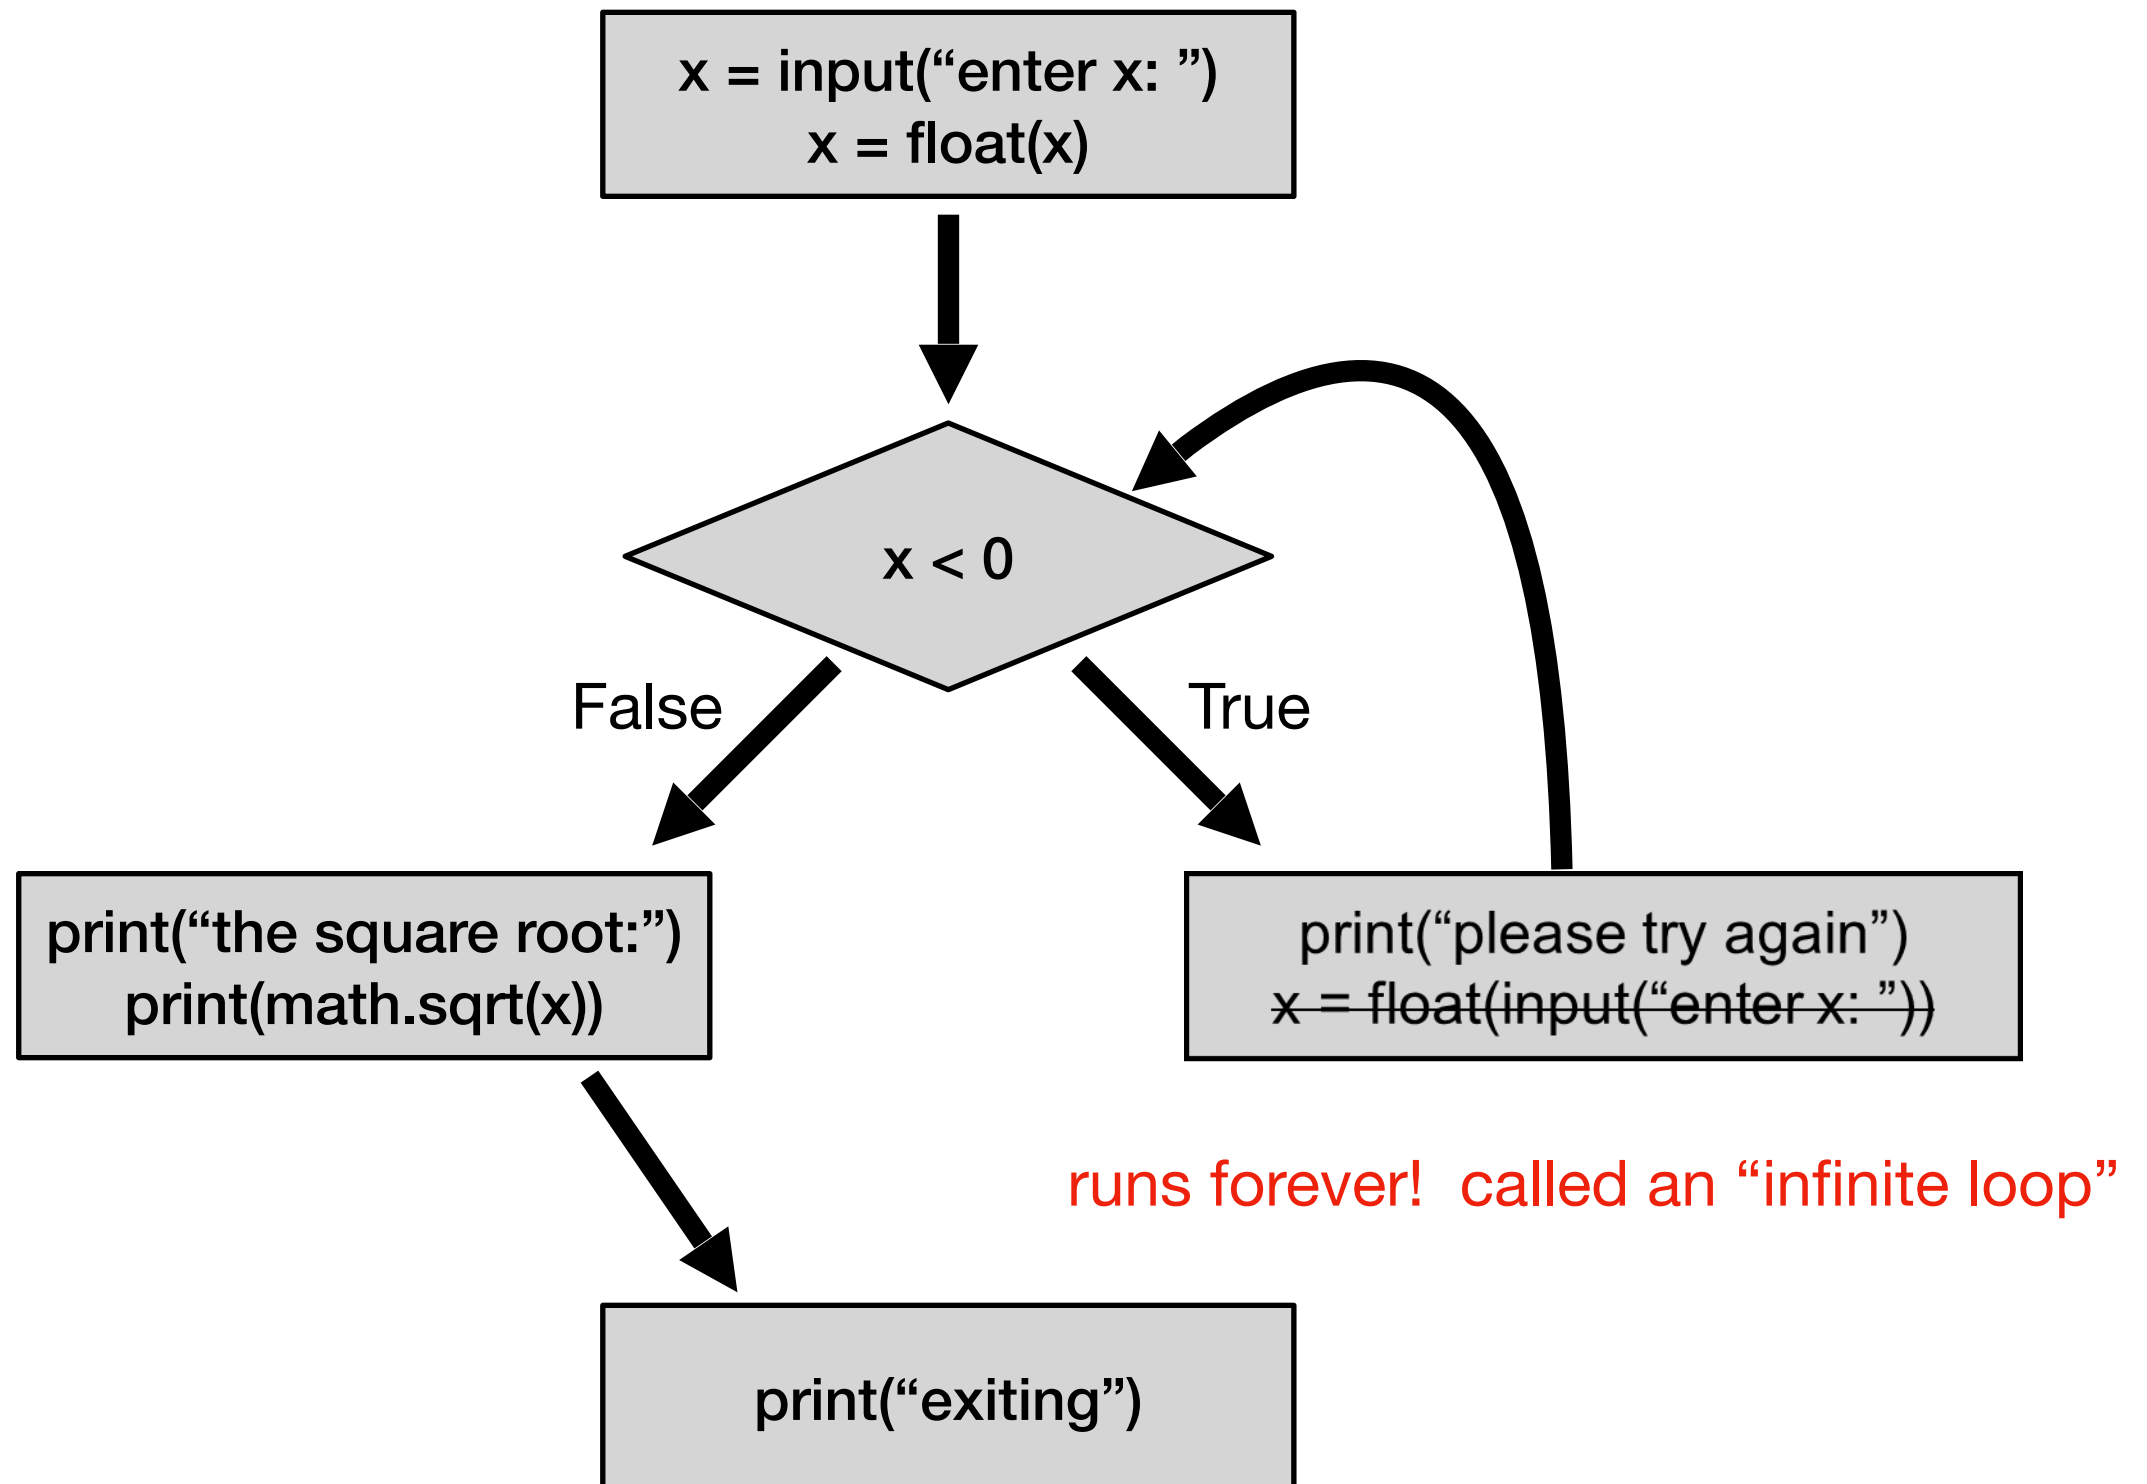 x = input(“enter x: ”)
x = float(x)
x < 0
False
True
print(“the square root:”)
print(math.sqrt(x))
print(“please try again”)
x = float(input(“enter x: ”))
runs forever!  called an “infinite loop”
print(“exiting”)